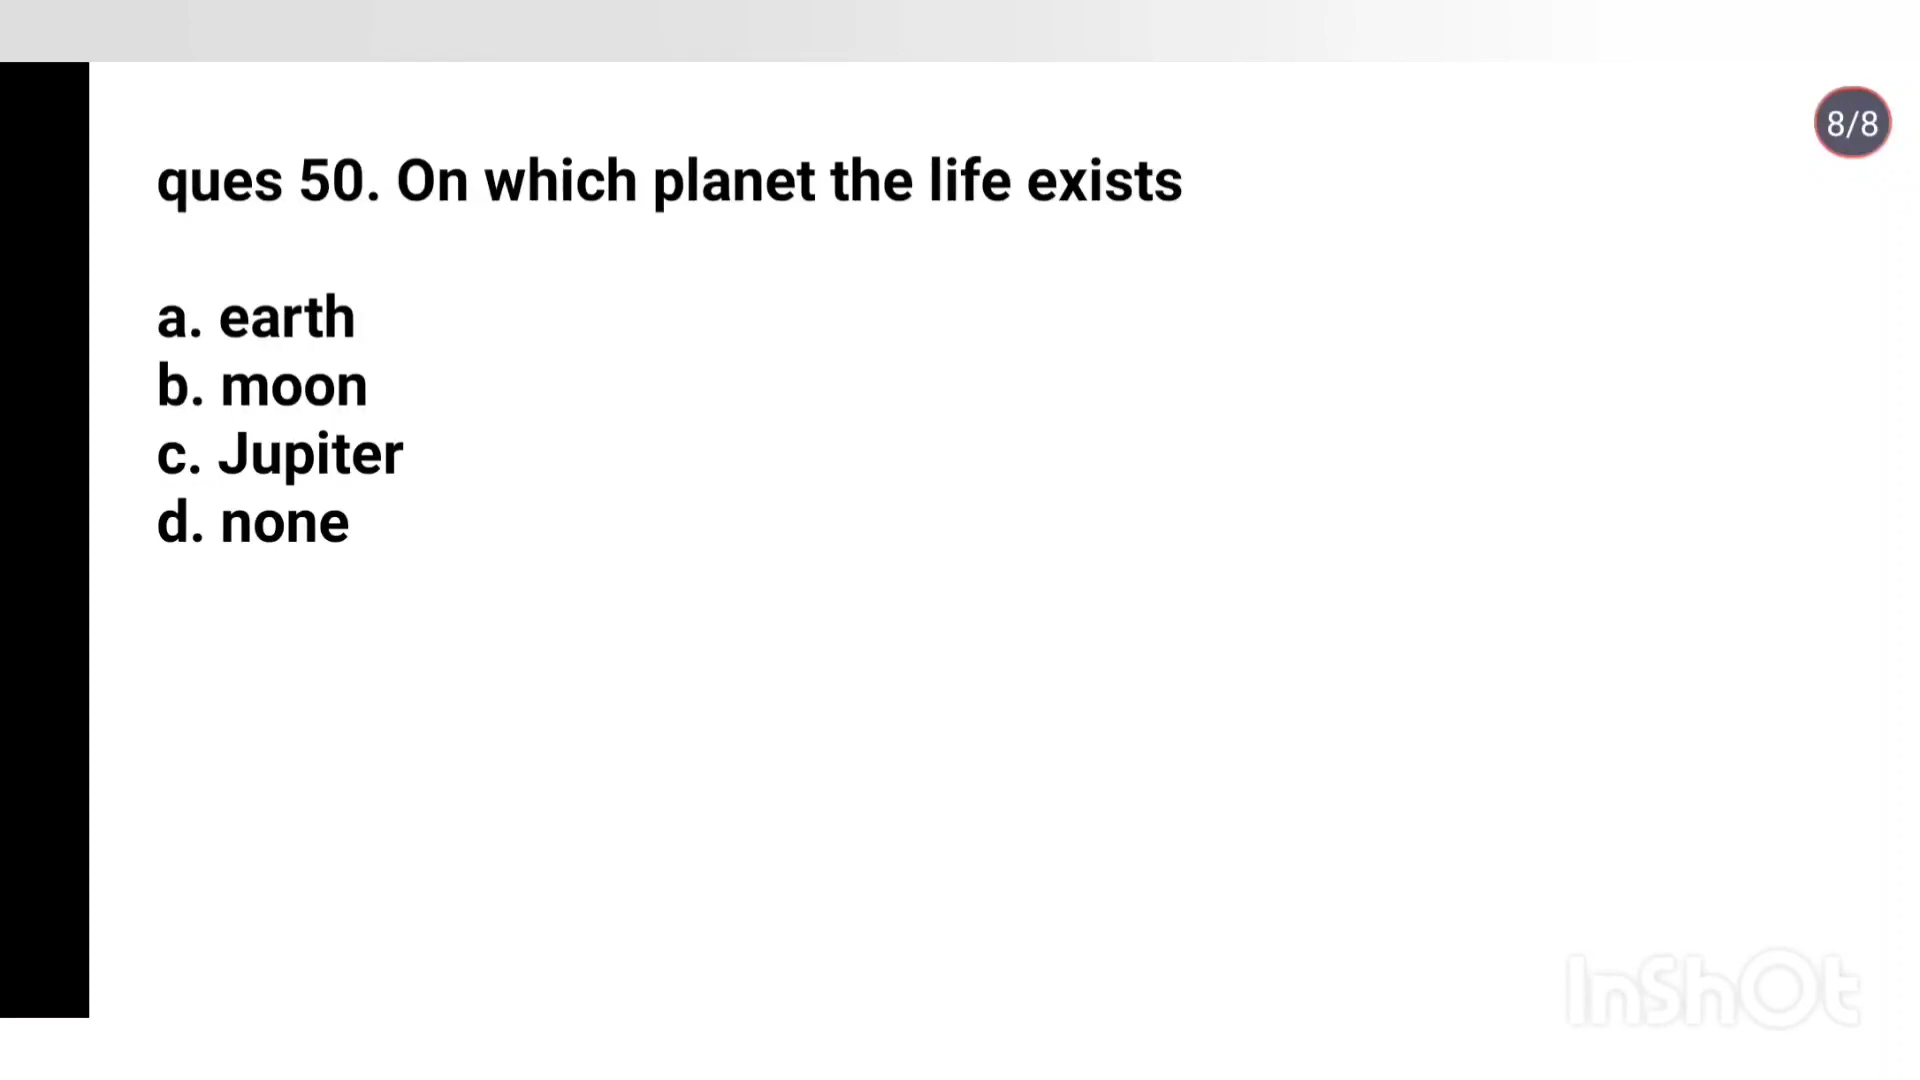 8/8
ques 50. On which planet the life exists
a. earth
b. moon
c. Jupiter
d. none
InShOt